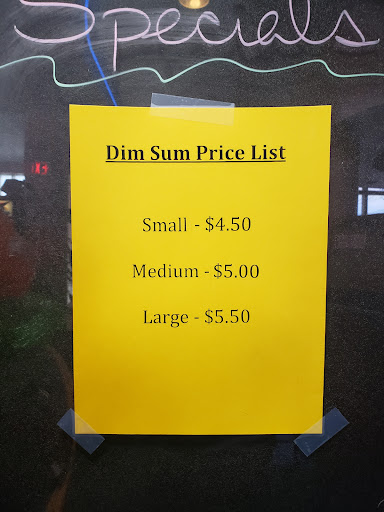 Specials
Dim Sum Price List
Small - $4.50
Medium - $5.00
Large - $5.50